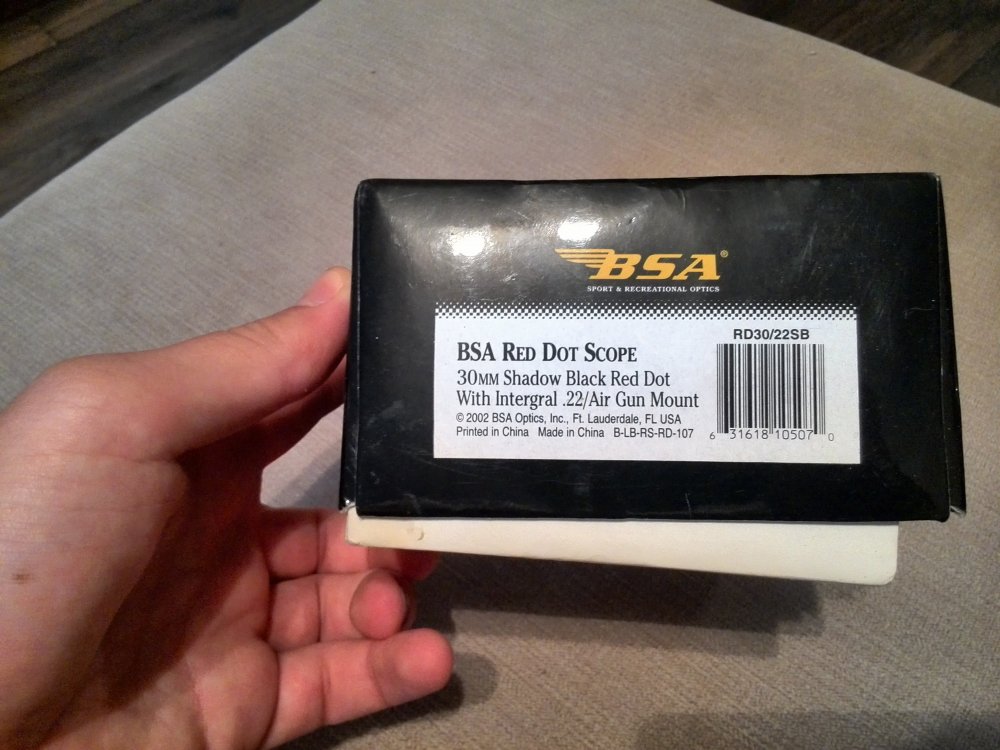 BSA®
SPORT & RECREATIONAL OPTICS
RD30/22SB
BSA RED DOT SCOPE
30MM Shadow Black Red Dot
With Intergral .22/Air Gun Mount
© 2002 BSA Optics, Inc., Ft. Lauderdale, FL USA
Printed in China Made in China B-LB-RS-RD-107
6 31618 10507 0